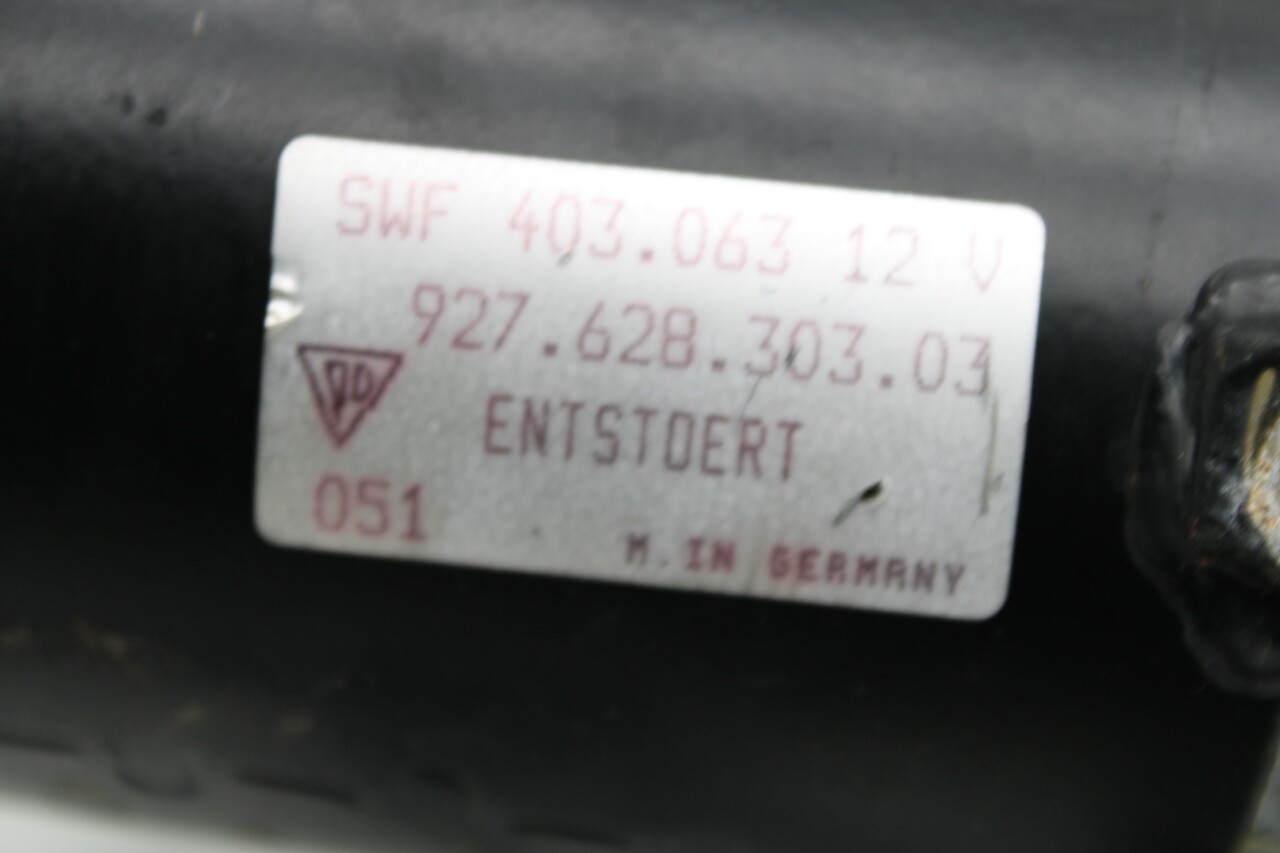 SWF 403.063 12 V
927.628.303.03
ENTSTOERT
051
M. IN GERMANY